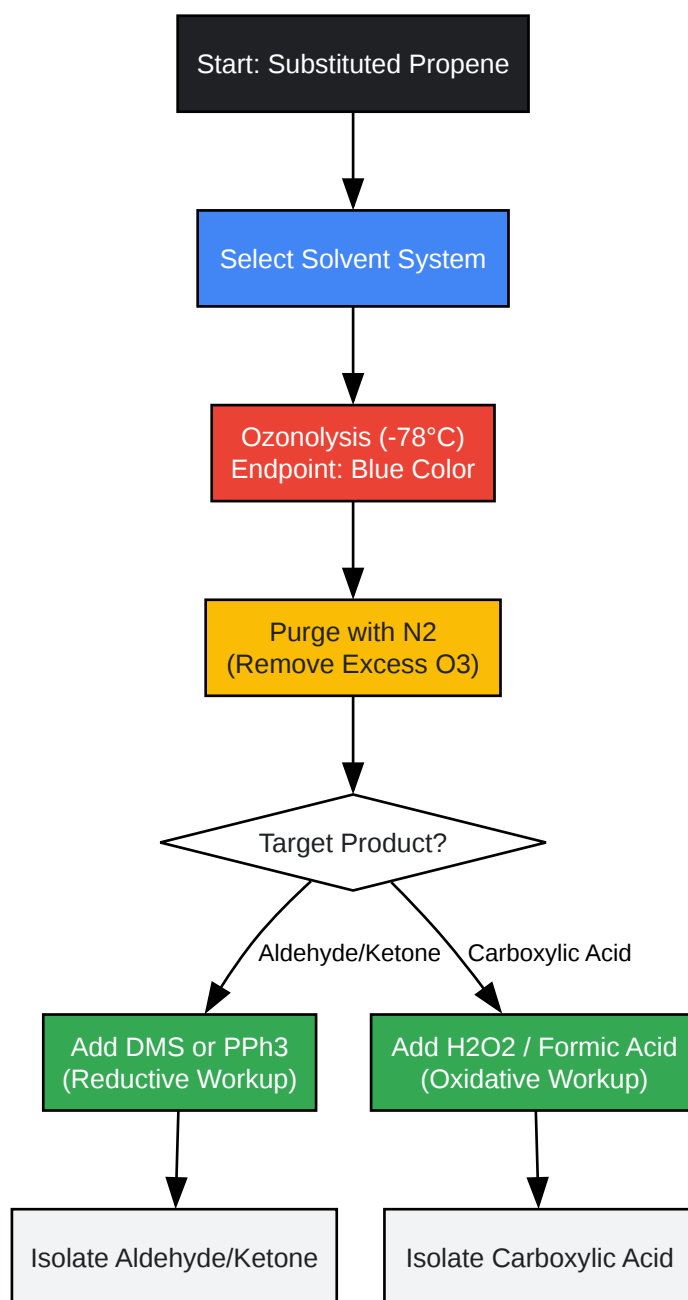 Start: Substituted Propene
Select Solvent System
Ozonolysis (-78°C)
Endpoint: Blue Color
Purge with N2
(Remove Excess O3)
Target Product?
Aldehyde/Ketone
Carboxylic Acid
Add DMS or PPh3
(Reductive Workup)
Add H2O2 / Formic Acid
(Oxidative Workup)
Isolate Aldehyde/Ketone
Isolate Carboxylic Acid